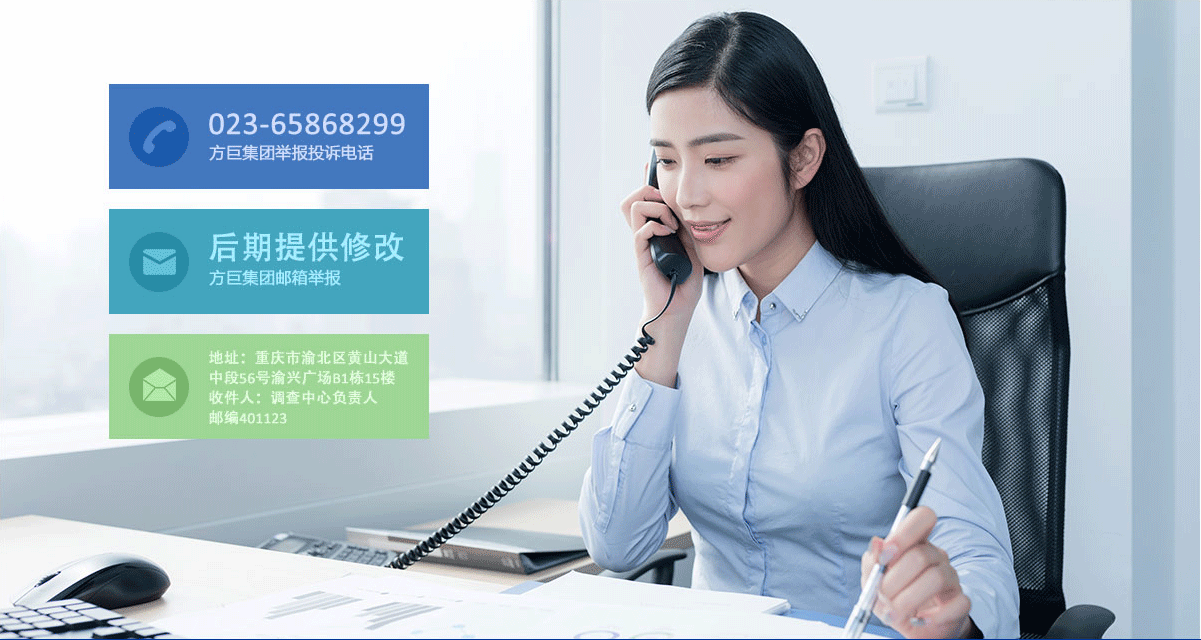 023-65868299
方巨集团举报投诉电话
后期提供修改
方巨集团邮箱举报
地址：重庆市渝北区黄山大道
中段56号渝兴广场B1栋15楼
收件人：调查中心负责人
邮编401123